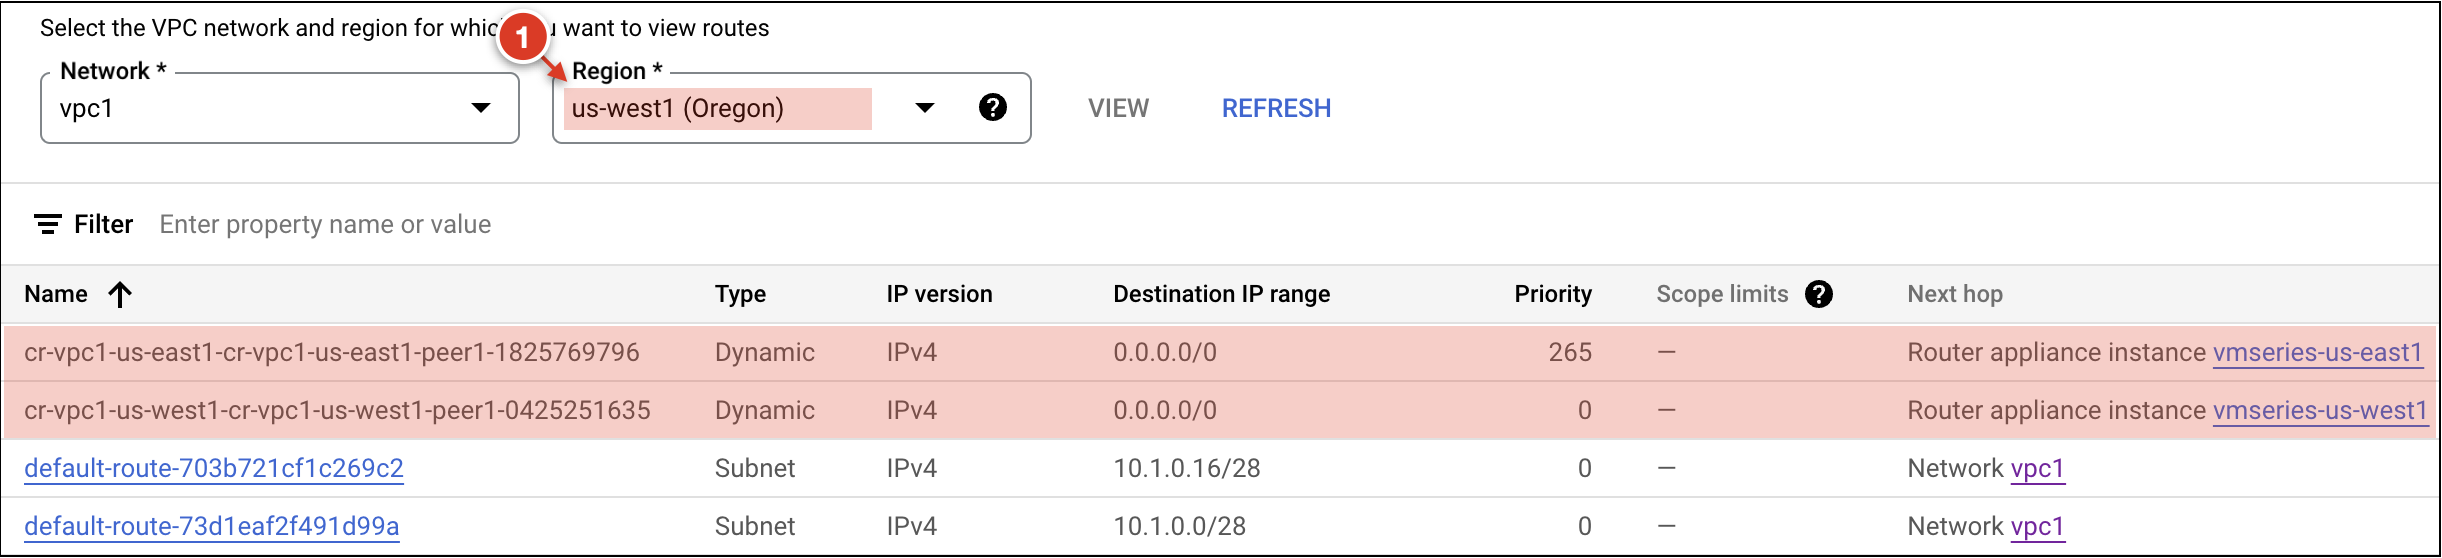 Select the VPC network and region for whic u want to view routes
1
Network * Region *
vpc1 us-west1 (Oregon) ? VIEW REFRESH
Filter Enter property name or value
Name Type IP version Destination IP range Priority Scope limits ? Next hop
cr-vpc1-us-east1-cr-vpc1-us-east1-peer1-1825769796 Dynamic IPv4 0.0.0.0/0 265 — Router appliance instance vmseries-us-east1
cr-vpc1-us-west1-cr-vpc1-us-west1-peer1-0425251635 Dynamic IPv4 0.0.0.0/0 0 — Router appliance instance vmseries-us-west1
default-route-703b721cf1c269c2 Subnet IPv4 10.1.0.16/28 0 — Network vpc1
default-route-73d1eaf2f491d99a Subnet IPv4 10.1.0.0/28 0 — Network vpc1